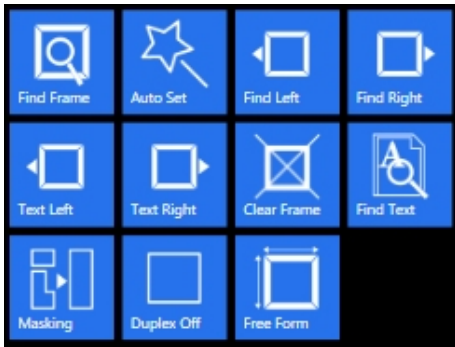 Find Frame
Auto Set
Find Left
Find Right
Text Left
Text Right
Clear Frame
A
Find Text
Masking
Duplex Off
Free Form